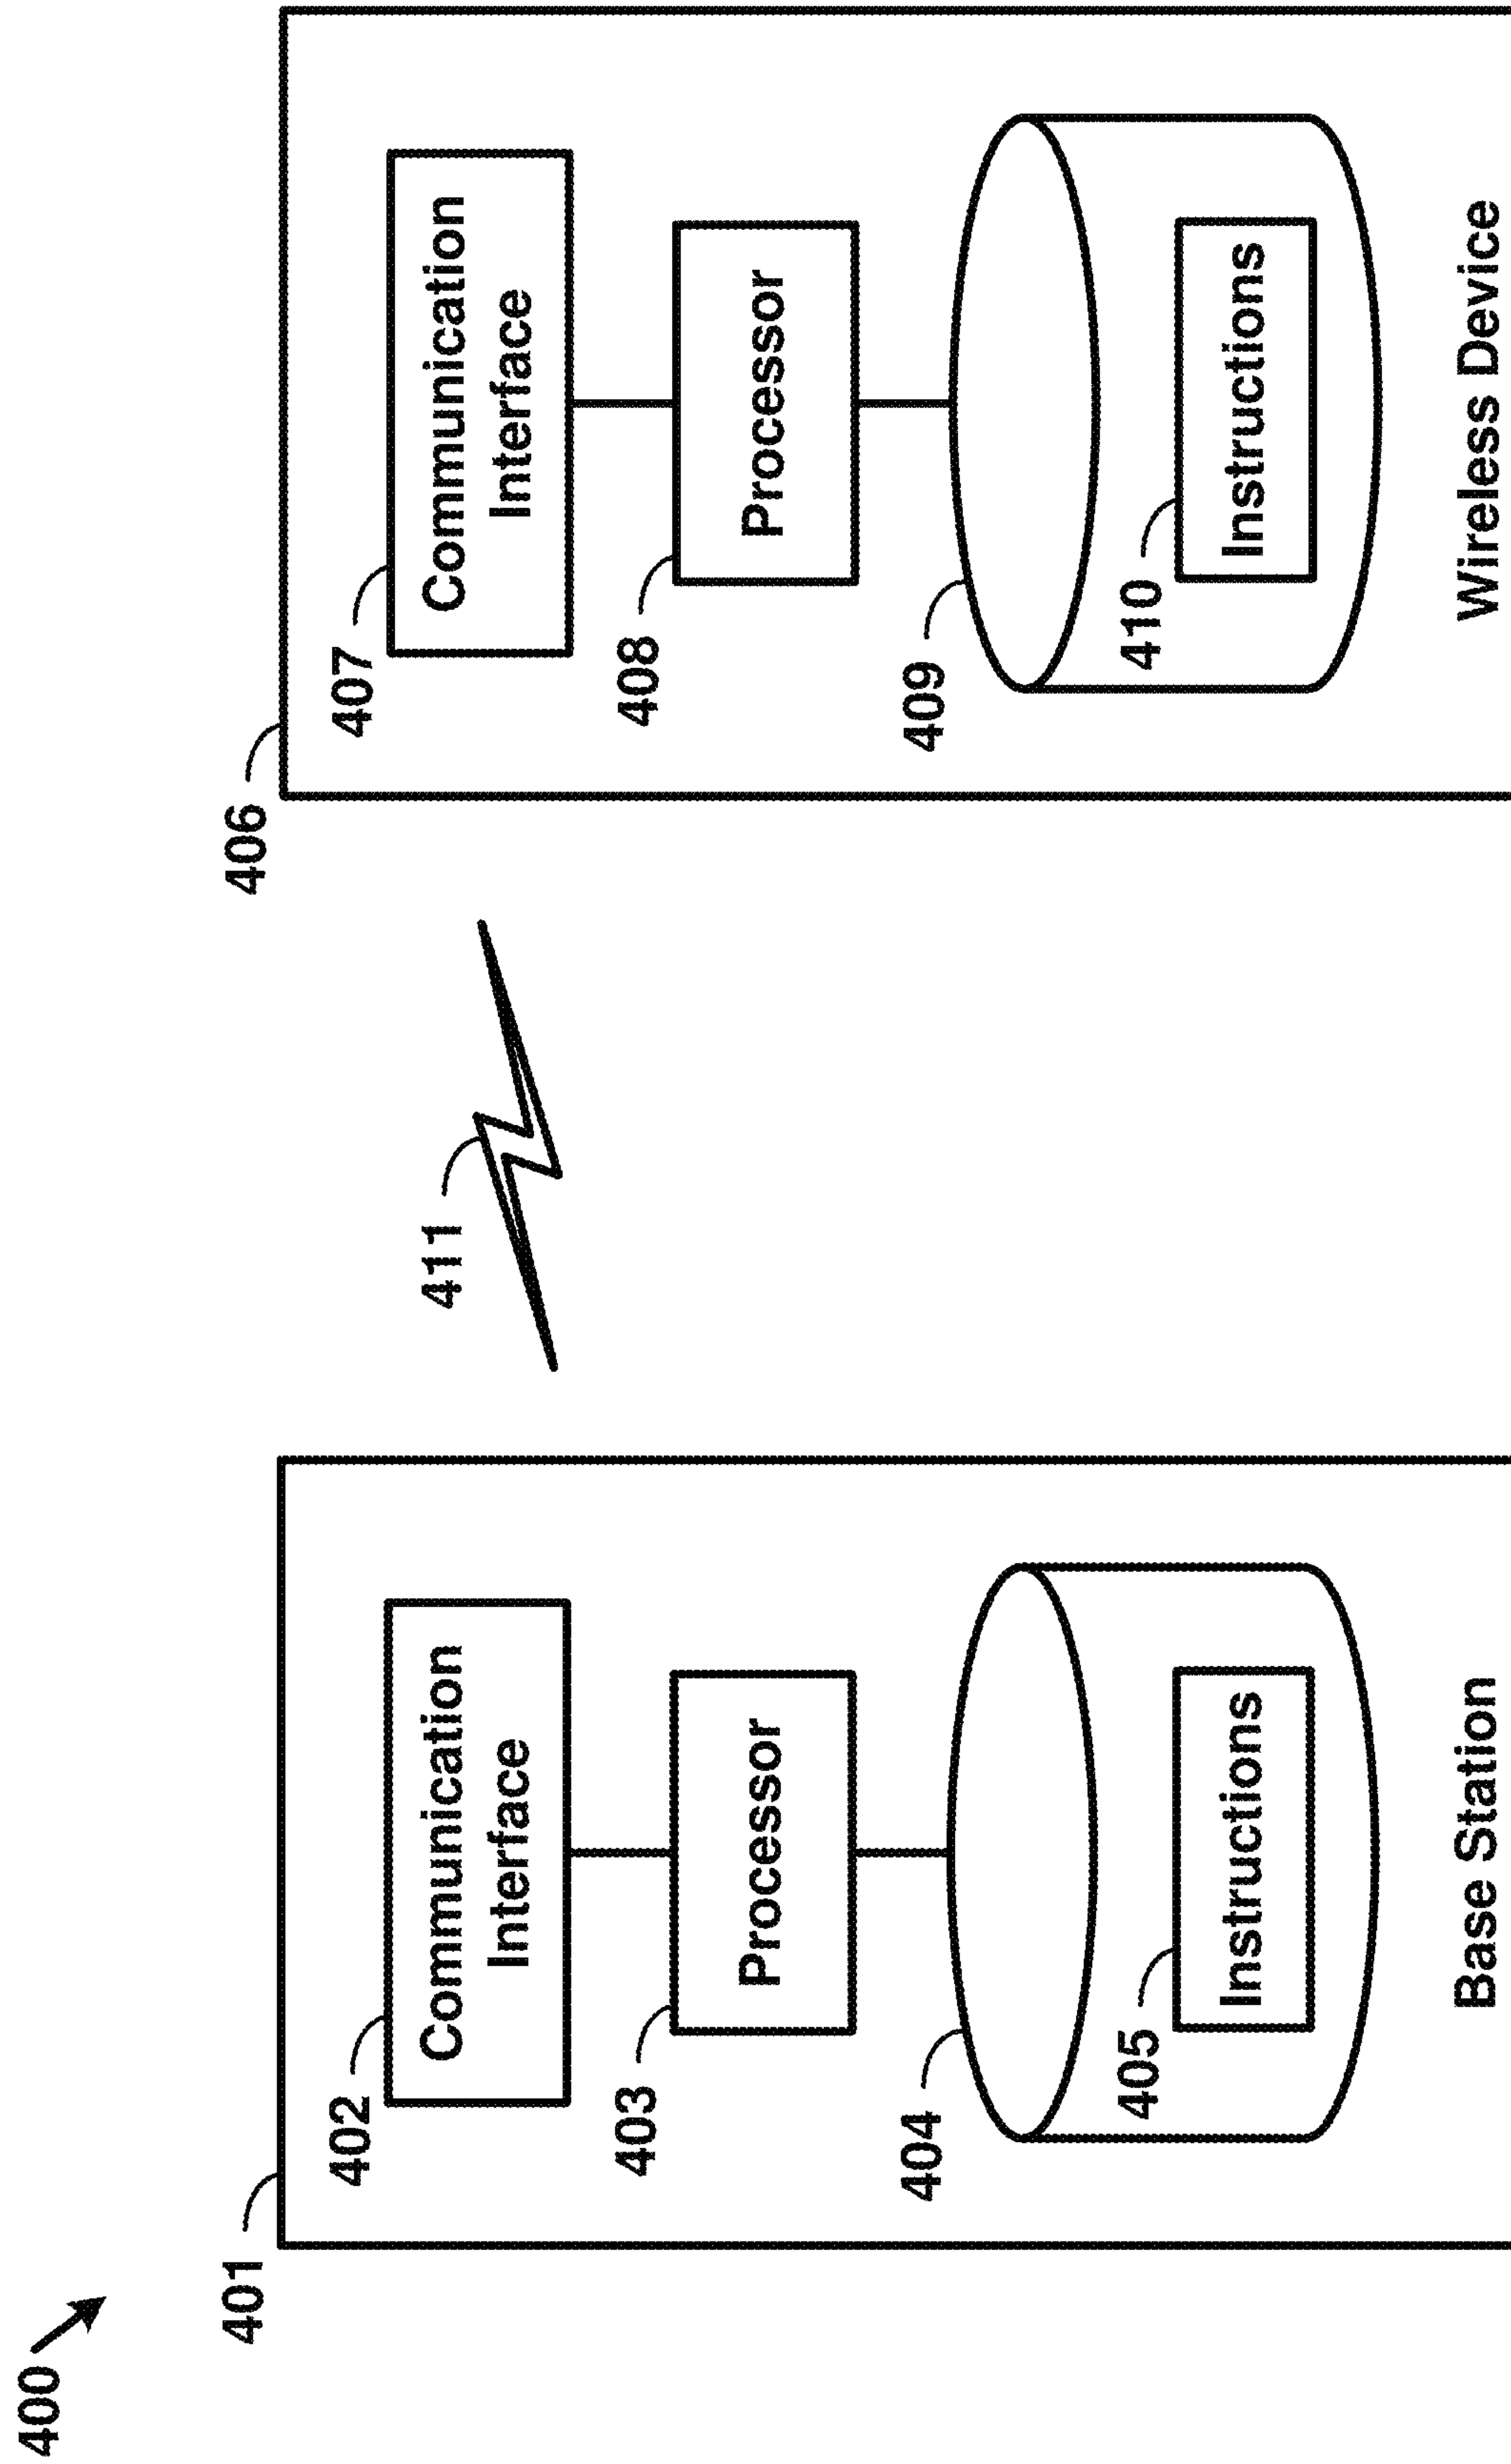 400
401
402
Communication
Interface
403
Processor
404
405
Instructions
Base Station
411
406
407
Communication
Interface
408
Processor
409
410
Instructions
Wireless Device